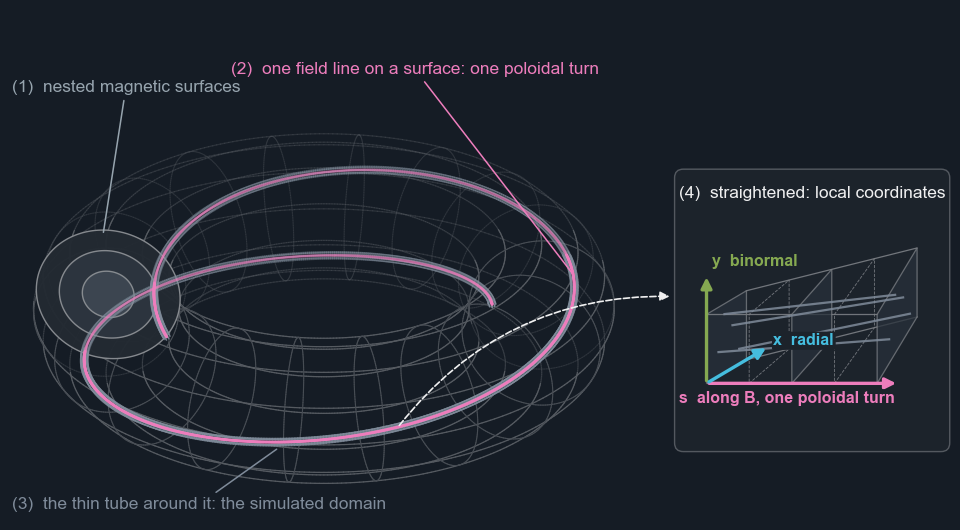 (2) one field line on a surface: one poloidal turn
(1) nested magnetic surfaces
(4) straightened: local coordinates
y binormal
x radial
s along B, one poloidal turn
(3) the thin tube around it: the simulated domain